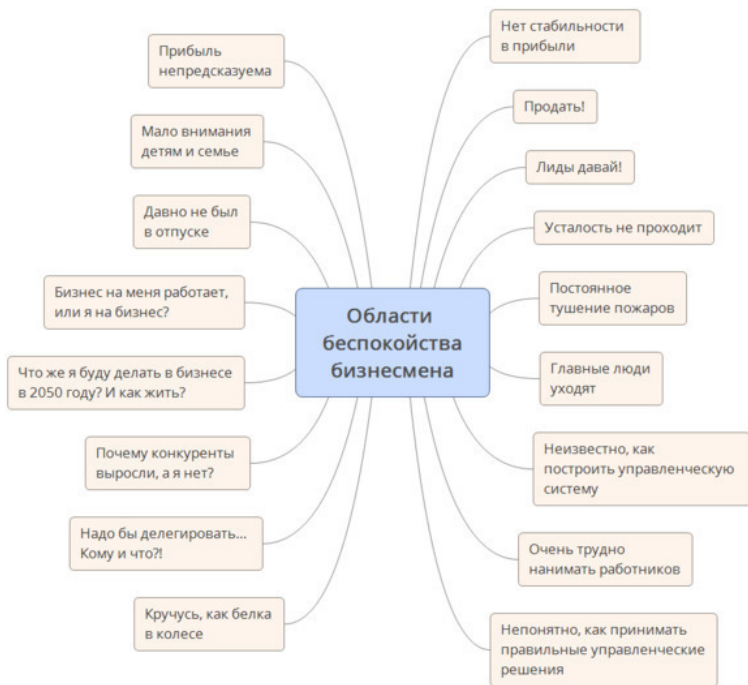 Области
беспокойства
бизнесмена
Прибыль
непредсказуема
Мало внимания
детям и семье
Давно не был
в отпуске
Бизнес на меня работает,
или я на бизнес?
Что же я буду делать в бизнесе
в 2050 году? И как жить?
Почему конкуренты
выросли, а я нет?
Надо бы делегировать...
Кому и что?!
Кручусь, как белка
в колесе
Нет стабильности
в прибыли
Продать!
Лиды давай!
Усталость не проходит
Постоянное
тушение пожаров
Главные люди
уходят
Неизвестно, как
построить управленческую
систему
Очень трудно
нанимать работников
Непонятно, как принимать
правильные управленческие
решения